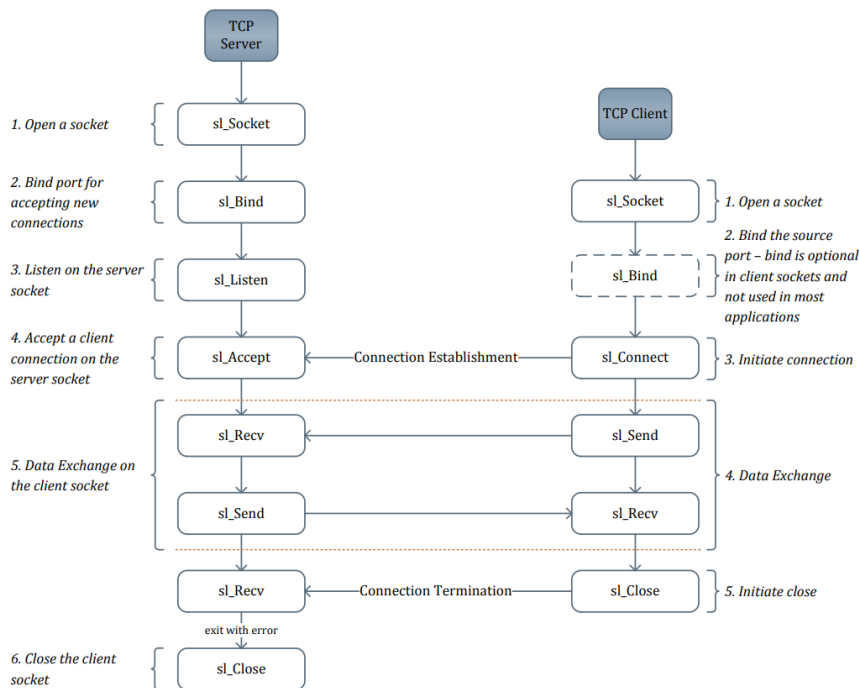 TCP
Server
1. Open a socket
sl_Socket
2. Bind port for
accepting new
connections
sl_Bind
3. Listen on the server
socket
sl_Listen
4. Accept a client
connection on the
server socket
sl_Accept
Connection Establishment
5. Data Exchange on
the client socket
sl_Recv
sl_Send
sl_Recv
Connection Termination
exit with error
6. Close the client
socket
sl_Close
TCP Client
sl_Socket
1. Open a socket
sl_Bind
2. Bind the source
port – bind is optional
in client sockets and
not used in most
applications
sl_Connect
3. Initiate connection
sl_Send
sl_Recv
4. Data Exchange
sl_Close
5. Initiate close